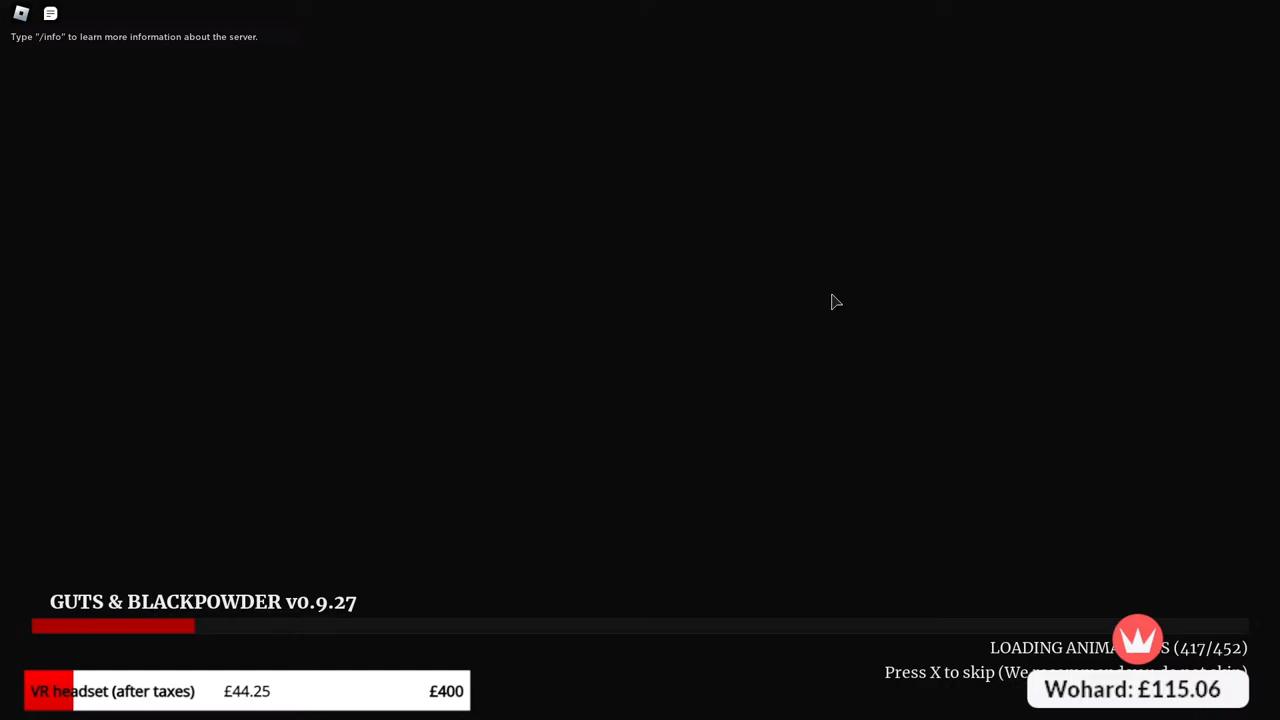 Type "/info" to learn more information about the server.
GUTS & BLACKPOWDER v0.9.27
LOADING (417/452)
Press X to skip (We
VR headset (after taxes) £44.25 £400
Wohard: £115.06